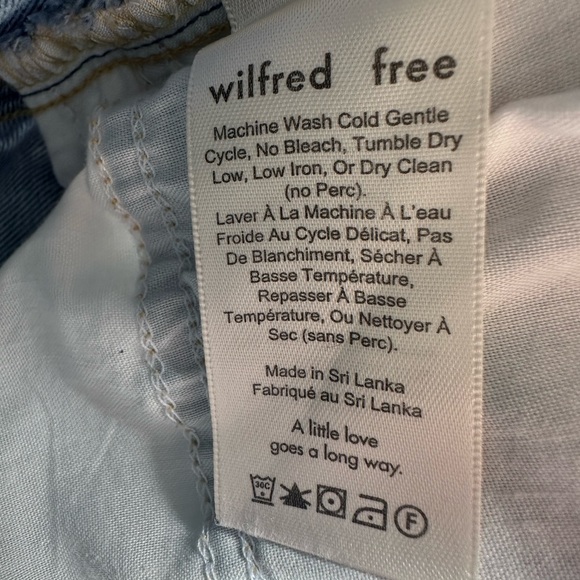 wilfred free
Machine Wash Cold Gentle
Cycle, No Bleach, Tumble Dry
Low, Low Iron, Or Dry Clean
(no Perc).
Laver À La Machine À L'eau
Froide Au Cycle Délicat, Pas
De Blanchiment, Sécher À
Basse Température,
Repasser À Basse
Température, Ou Nettoyer À
Sec (sans Perc).
Made in Sri Lanka
Fabriqué au Sri Lanka
A little love
goes a long way.
30C F